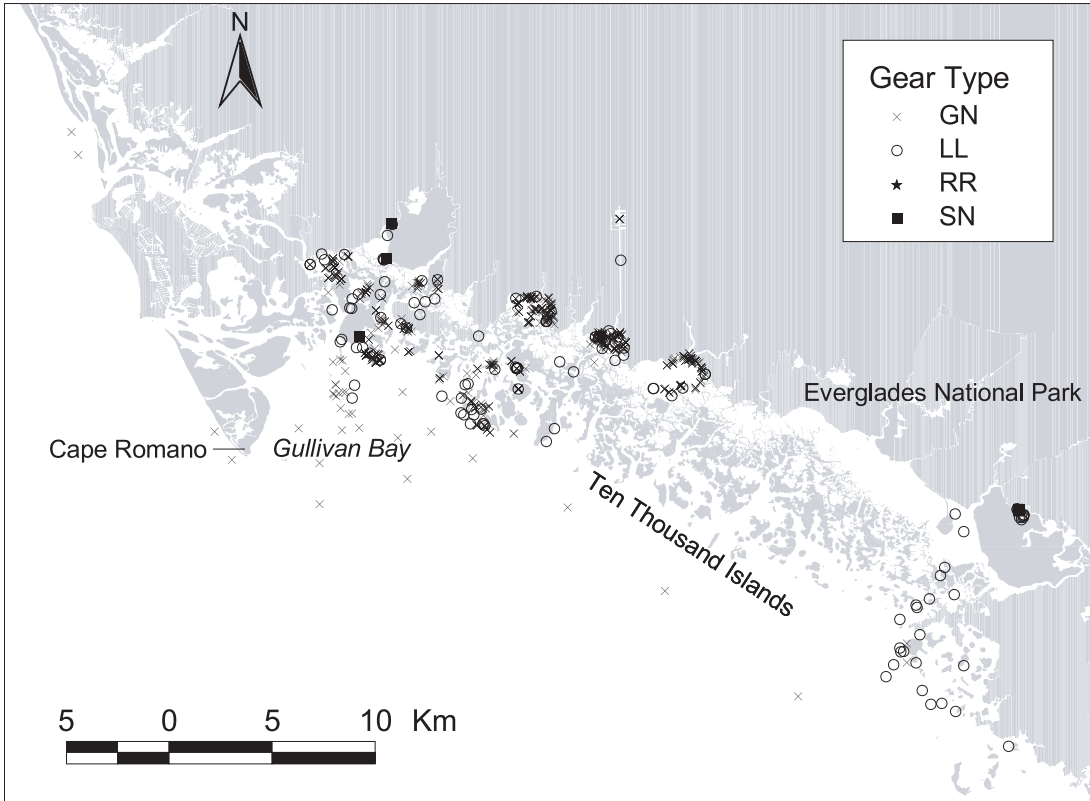 N
Gear Type
GN
LL
RR
SN
Everglades National Park
Cape Romano
Gullivan Bay
Ten Thousand Islands
5 0 5 10 Km